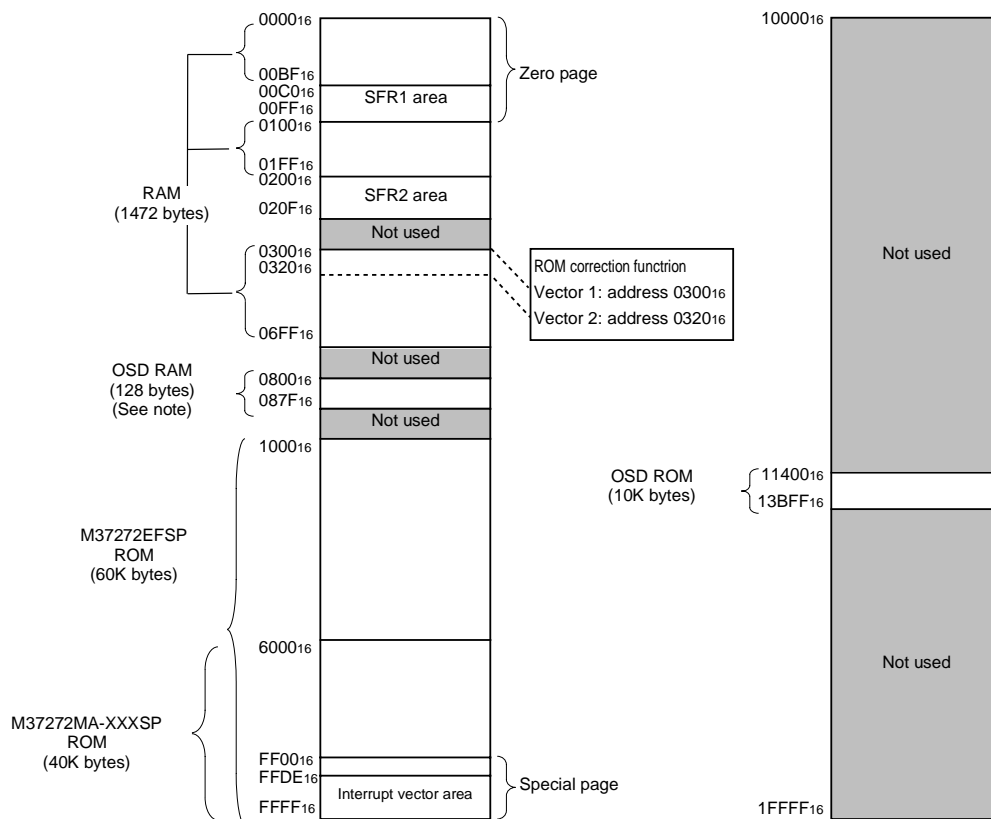 0000₁₆
00BF₁₆
00C0₁₆
SFR1 area
00FF₁₆
Zero page
0100₁₆
01FF₁₆
0200₁₆
SFR2 area
020F₁₆
RAM
(1472 bytes)
Not used
0300₁₆
0320₁₆
ROM correction functrion
Vector 1: address 0300₁₆
Vector 2: address 0320₁₆
06FF₁₆
Not used
OSD RAM
(128 bytes)
(See note)
0800₁₆
087F₁₆
Not used
1000₁₆
M37272EFSP
ROM
(60K bytes)
6000₁₆
M37272MA-XXXSP
ROM
(40K bytes)
FF00₁₆
FFDE₁₆
Interrupt vector area
FFFF₁₆
Special page
10000₁₆
Not used
OSD ROM
(10K bytes)
11400₁₆
13BFF₁₆
Not used
1FFFF₁₆